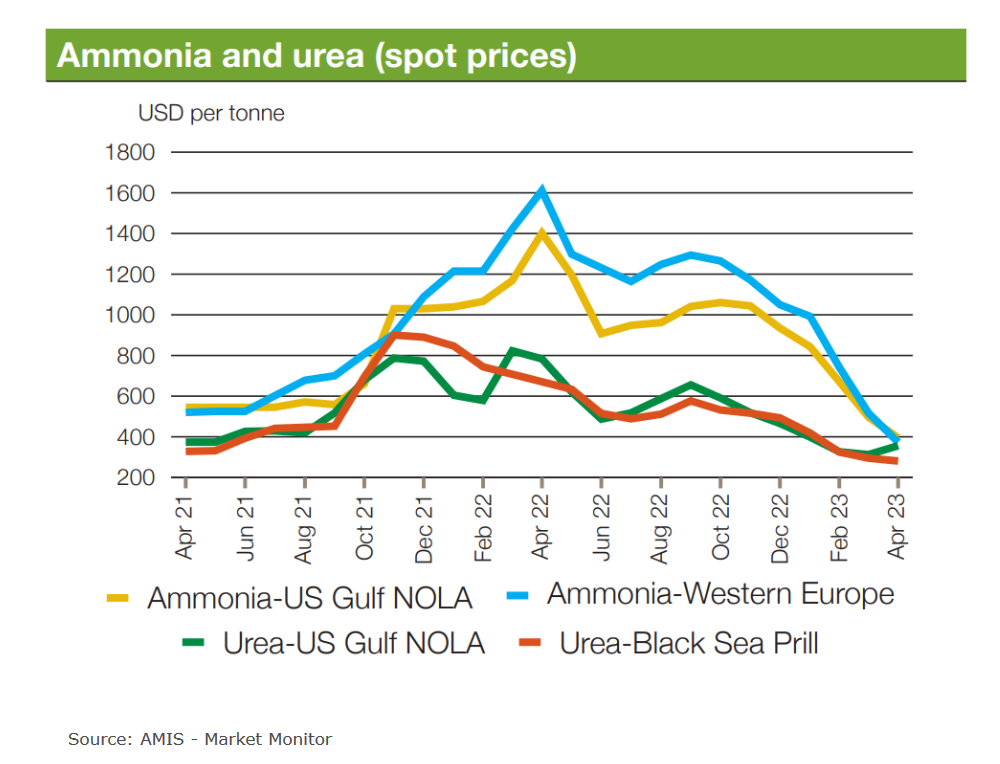 Ammonia and urea (spot prices)
USD per tonne
1800
1600
1400
1200
1000
800
600
400
200
Apr 21
Jun 21
Aug 21
Oct 21
Dec 21
Feb 22
Apr 22
Jun 22
Aug 22
Oct 22
Dec 22
Feb 23
Apr 23
Ammonia-US Gulf NOLA
Ammonia-Western Europe
Urea-US Gulf NOLA
Urea-Black Sea Prill
Source: AMIS - Market Monitor